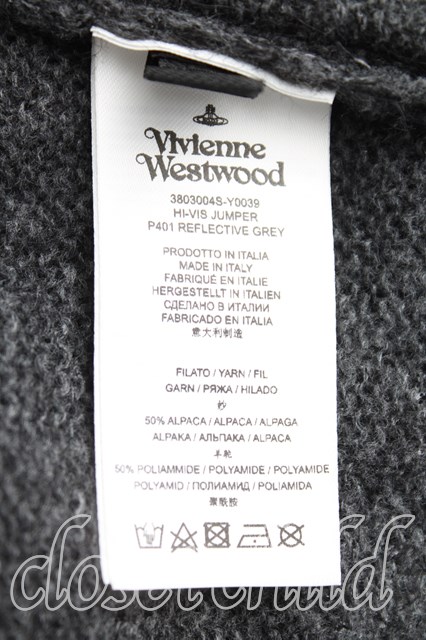 Vivienne
Westwood
3803004S-Y0039
HI-VIS JUMPER
P401 REFLECTIVE GREY
PRODOTTO IN ITALIA
MADE IN ITALY
FABRIQUÉ EN ITALIE
HERGESTELLT IN ITALIEN
СДЕЛАНО В ИТАЛИИ
FABRICADO EN ITALIA
意大利制造
FILATO / YARN / FIL
GARN / РЯЖА / HILADO
纱
50% ALPACA / ALPACA / ALPAGA
ALPAKA / АЛЬПАКА / ALPACA
羊驼
50% POLIAMMIDE / POLYAMIDE / POLYAMIDE
POLYAMID / ПОЛИАМИД / POLIAMIDA
聚酰胺
closet child